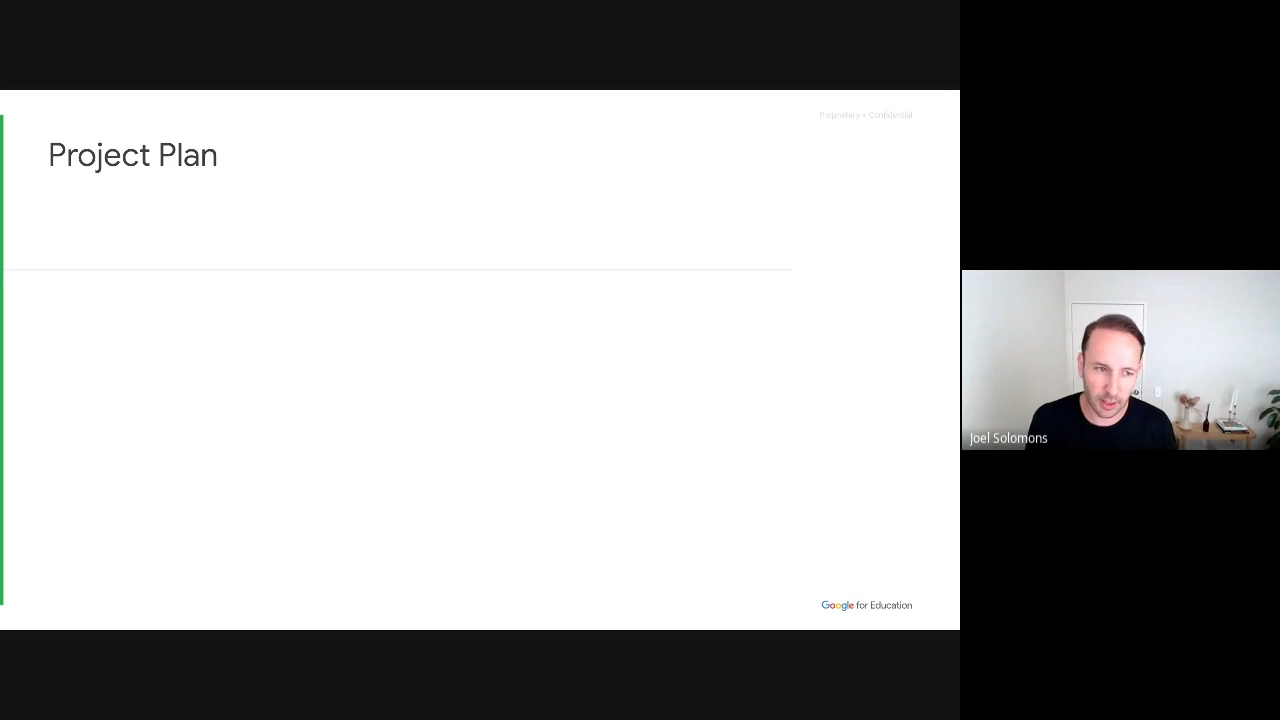 Proprietary + Confidential
Project Plan
Joel Solomons
Google for Education